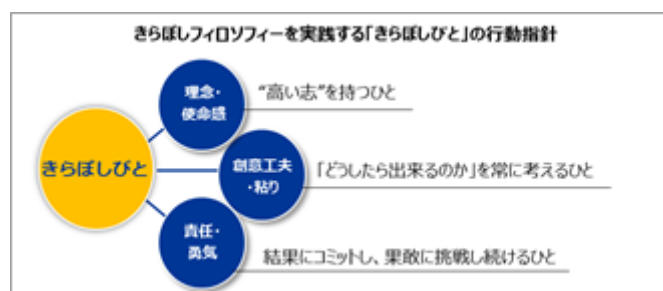 きらぼしフィロソフィーを実践する「きらぼしびと」の行動指針
理念・
使命感
“高い志”を持つひと
きらぼしびと
創意工夫
・粘り
「どうしたら出来るのか」を常に考えるひと
責任・
勇気
結果にコミットし、果敢に挑戦し続けるひと